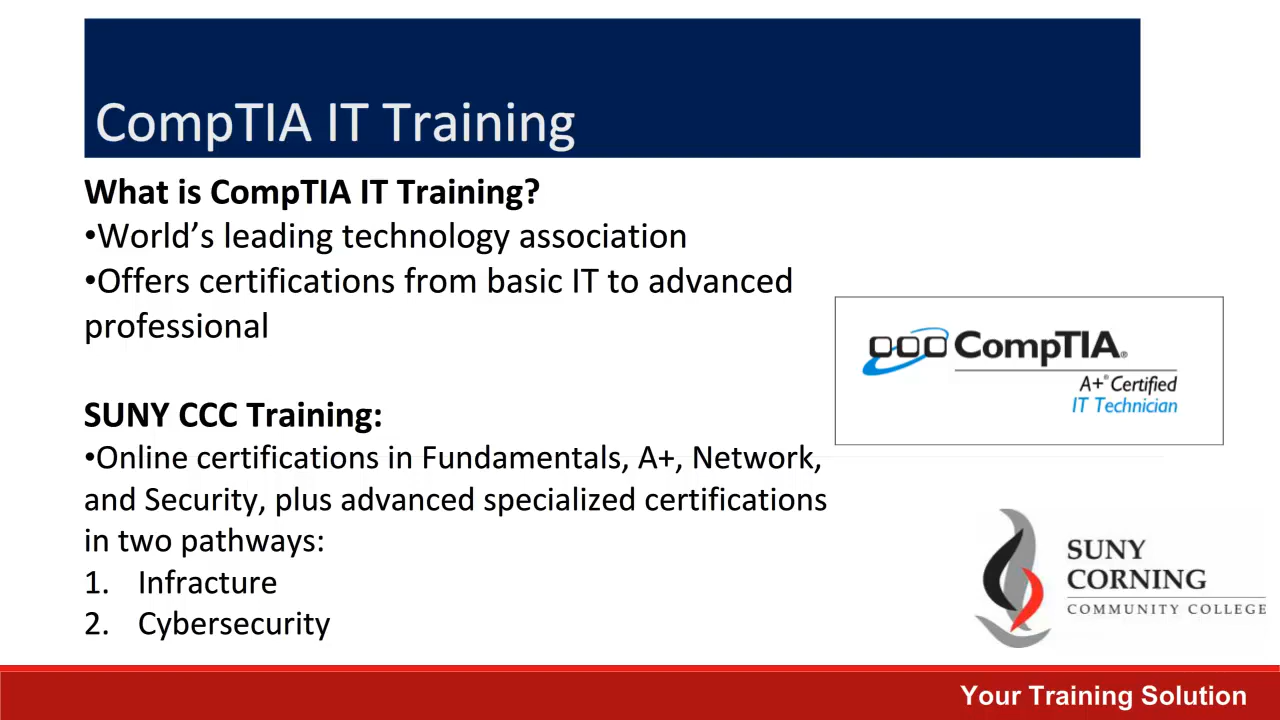 CompTIA IT Training
What is CompTIA IT Training?
•World’s leading technology association
•Offers certifications from basic IT to advanced
professional
CompTIA®
A+® Certified
IT Technician
SUNY CCC Training:
•Online certifications in Fundamentals, A+, Network,
and Security, plus advanced specialized certifications
in two pathways:
1. Infracture
2. Cybersecurity
SUNY
CORNING
COMMUNITY COLLEGE
Your Training Solution